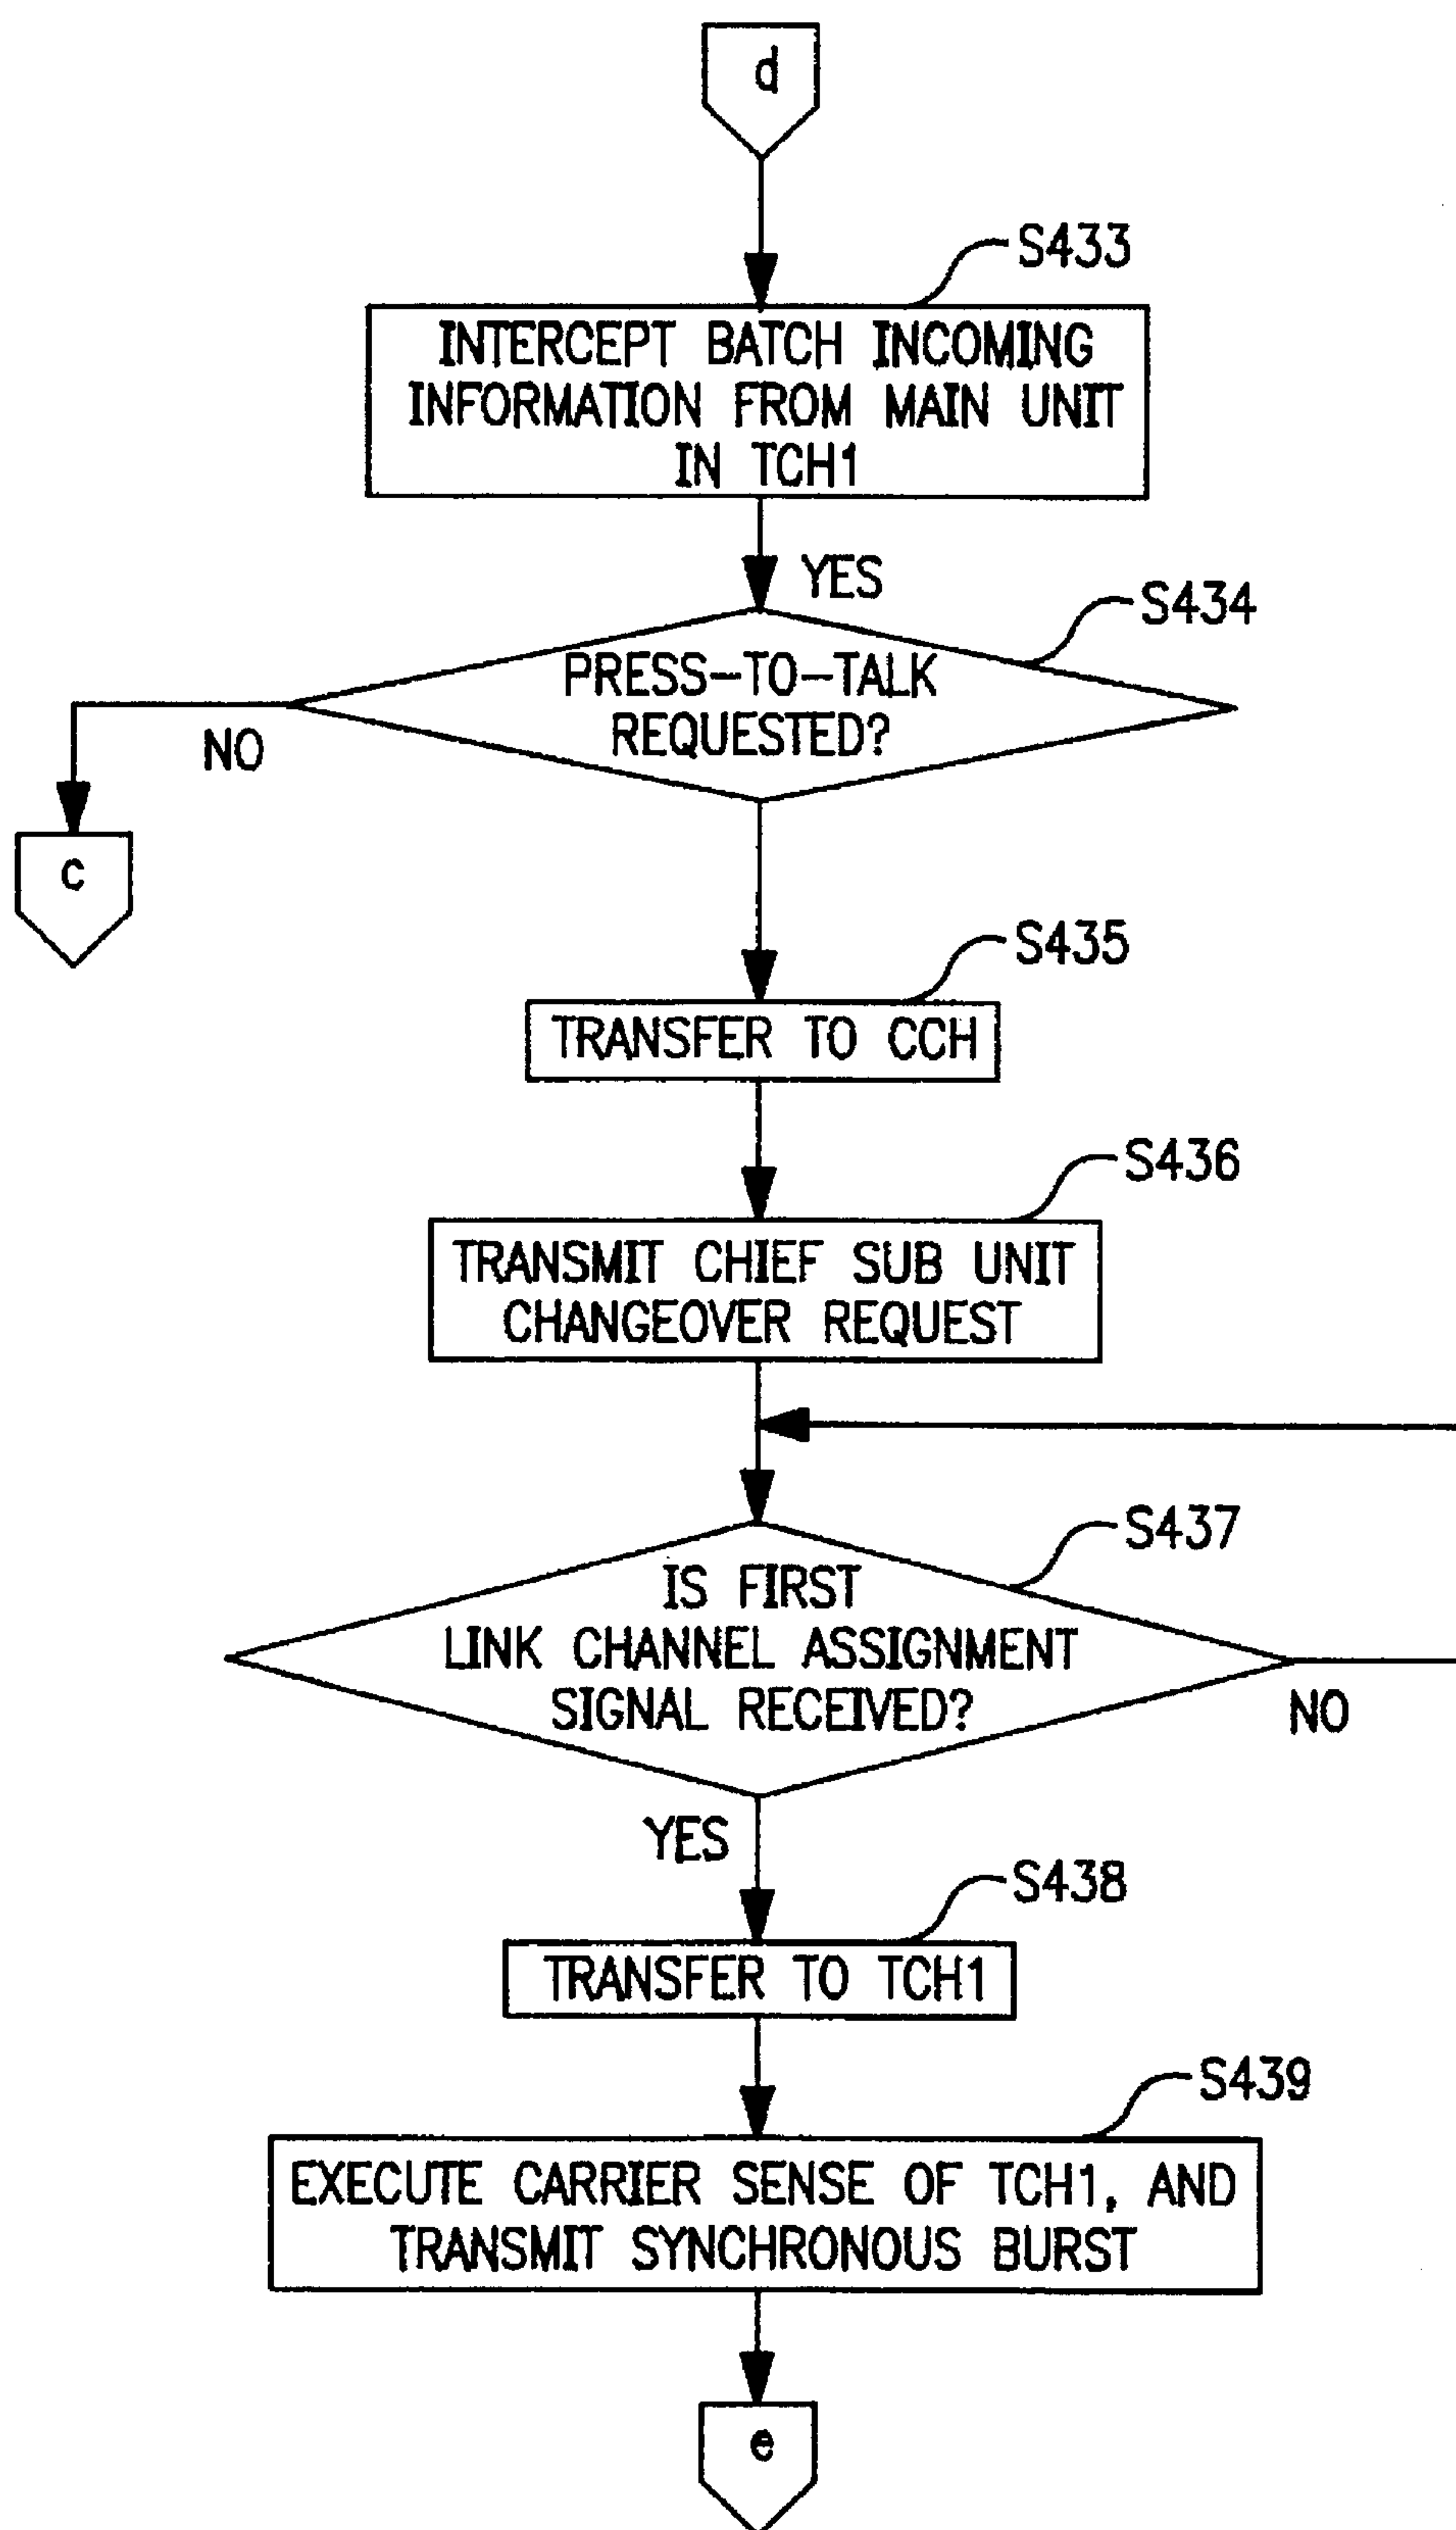 d
S433
INTERCEPT BATCH INCOMING
INFORMATION FROM MAIN UNIT
IN TCH1
YES
S434
PRESS-TO-TALK
REQUESTED?
NO
c
S435
TRANSFER TO CCH
S436
TRANSMIT CHIEF SUB UNIT
CHANGEOVER REQUEST
S437
IS FIRST
LINK CHANNEL ASSIGNMENT
SIGNAL RECEIVED?
NO
YES
S438
TRANSFER TO TCH1
S439
EXECUTE CARRIER SENSE OF TCH1, AND
TRANSMIT SYNCHRONOUS BURST
e